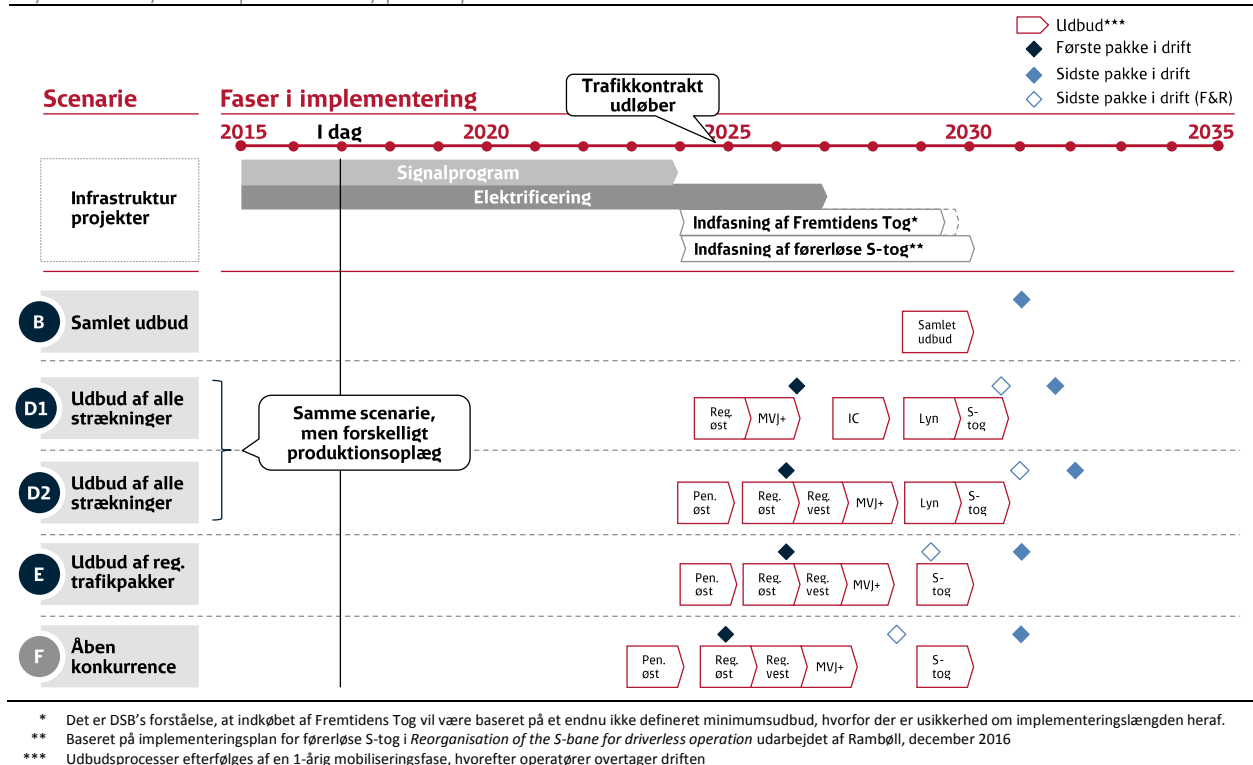 Udbud***
Første pakke i drift
Sidste pakke i drift
Sidste pakke i drift (F&R)
Scenarie
Faser i implementering
Trafikkontrakt
udløber
2015
I dag
2020
2025
2030
2035
Infrastruktur
projekter
Signalprogram
Elektrificering
Indfasning af Fremtidens Tog*
Indfasning af førerløse S-tog**
B
Samlet udbud
Samlet
udbud
D1
Udbud af alle
strækninger
Reg.
øst
MVJ+
IC
Lyn
S-
tog
Samme scenarie,
men forskelligt
produktionsoplæg
D2
Udbud af alle
strækninger
Pen.
øst
Reg.
øst
Reg.
vest
MVJ+
Lyn
S-
tog
E
Udbud af reg.
trafikpakker
Pen.
øst
Reg.
øst
Reg.
vest
MVJ+
S-
tog
F
Åben
konkurrence
Pen.
øst
Reg.
øst
Reg.
vest
MVJ+
S-
tog
* Det er DSB's forståelse, at indkøbet af Fremtidens Tog vil være baseret på et endnu ikke defineret minimumsudbud, hvorfor der er usikkerhed om implementeringslængden heraf.
** Baseret på implementeringsplan for førerløse S-tog i Reorganisation of the S-bane for driverless operation udarbejdet af Rambøll, december 2016
*** Udbudsprocesser efterfølges af en 1-årig mobiliseringsfase, hvorefter operatører overtager driften